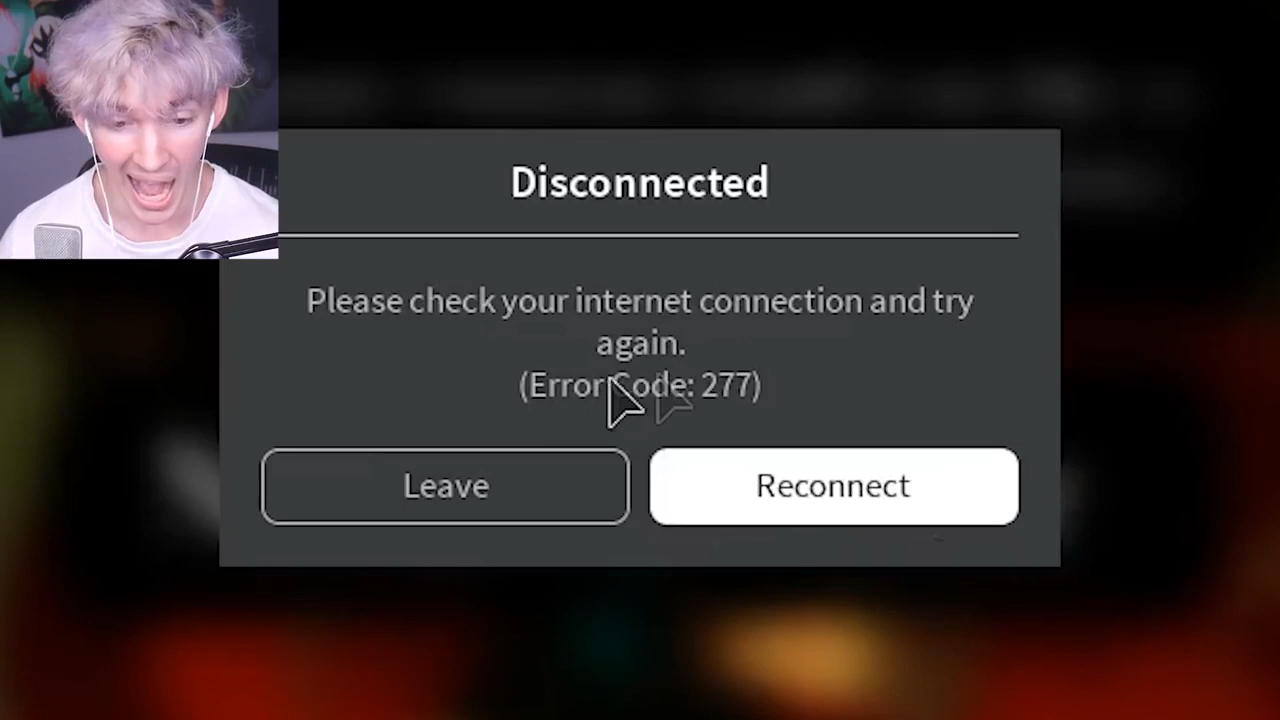 Disconnected
Please check your internet connection and try
again.
(Error Code: 277)
Leave
Reconnect